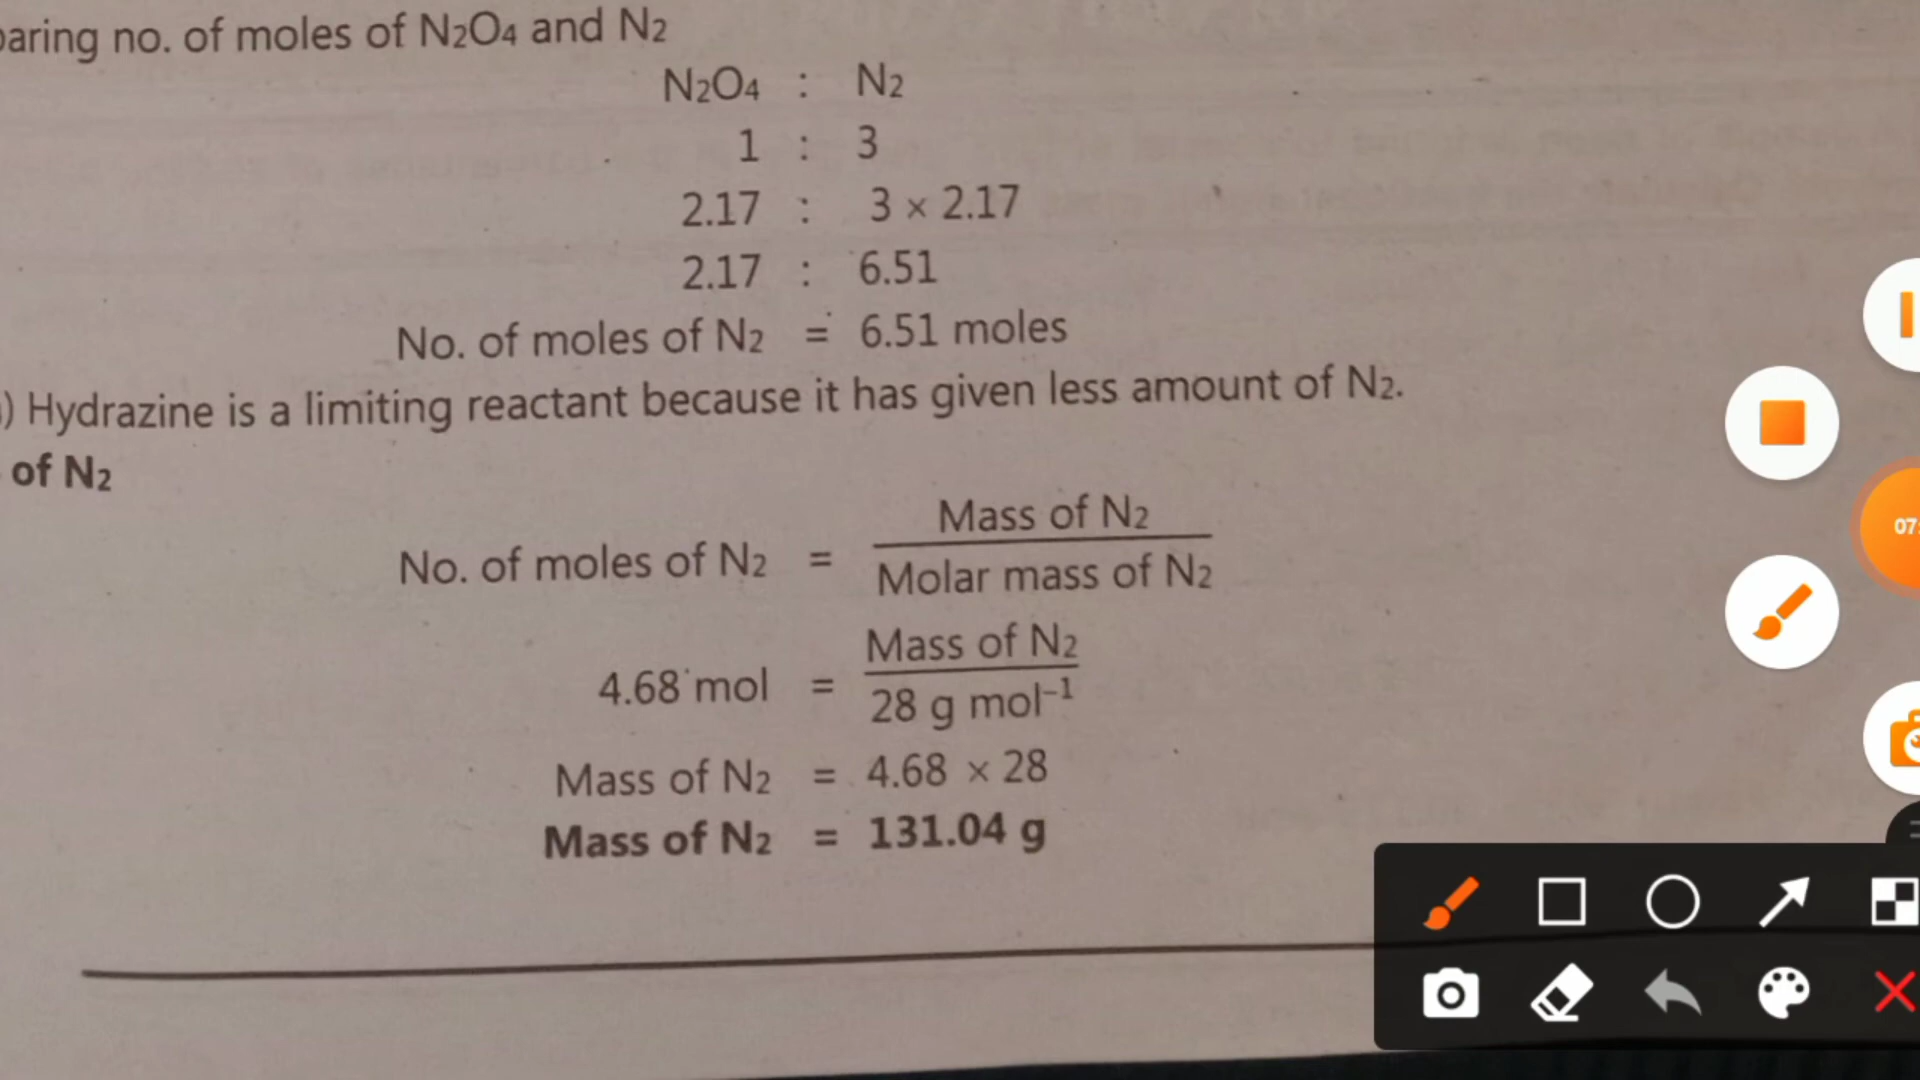 aring no. of moles of N2O4 and N2
N2O4 : N2
1 : 3
2.17 : 3 × 2.17
2.17 : 6.51
No. of moles of N2 = 6.51 moles
) Hydrazine is a limiting reactant because it has given less amount of N2.
of N2
No. of moles of N2 = Mass of N2
Molar mass of N2
4.68 mol = Mass of N2
28 g mol⁻¹
Mass of N2 = 4.68 × 28
Mass of N2 = 131.04 g
07: